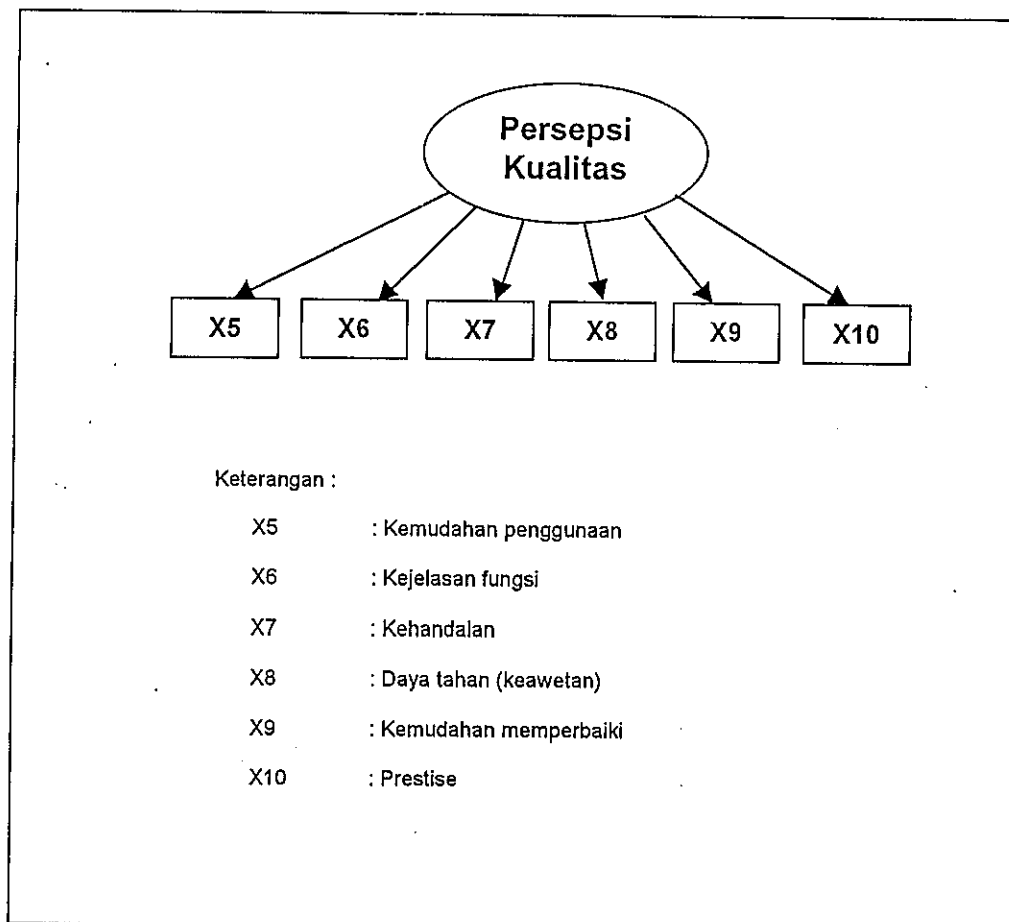 Persepsi
Kualitas
X5 X6 X7 X8 X9 X10
Keterangan :
X5 : Kemudahan penggunaan
X6 : Kejelasan fungsi
X7 : Kehandalan
X8 : Daya tahan (keawetan)
X9 : Kemudahan memperbaiki
X10 : Prestise